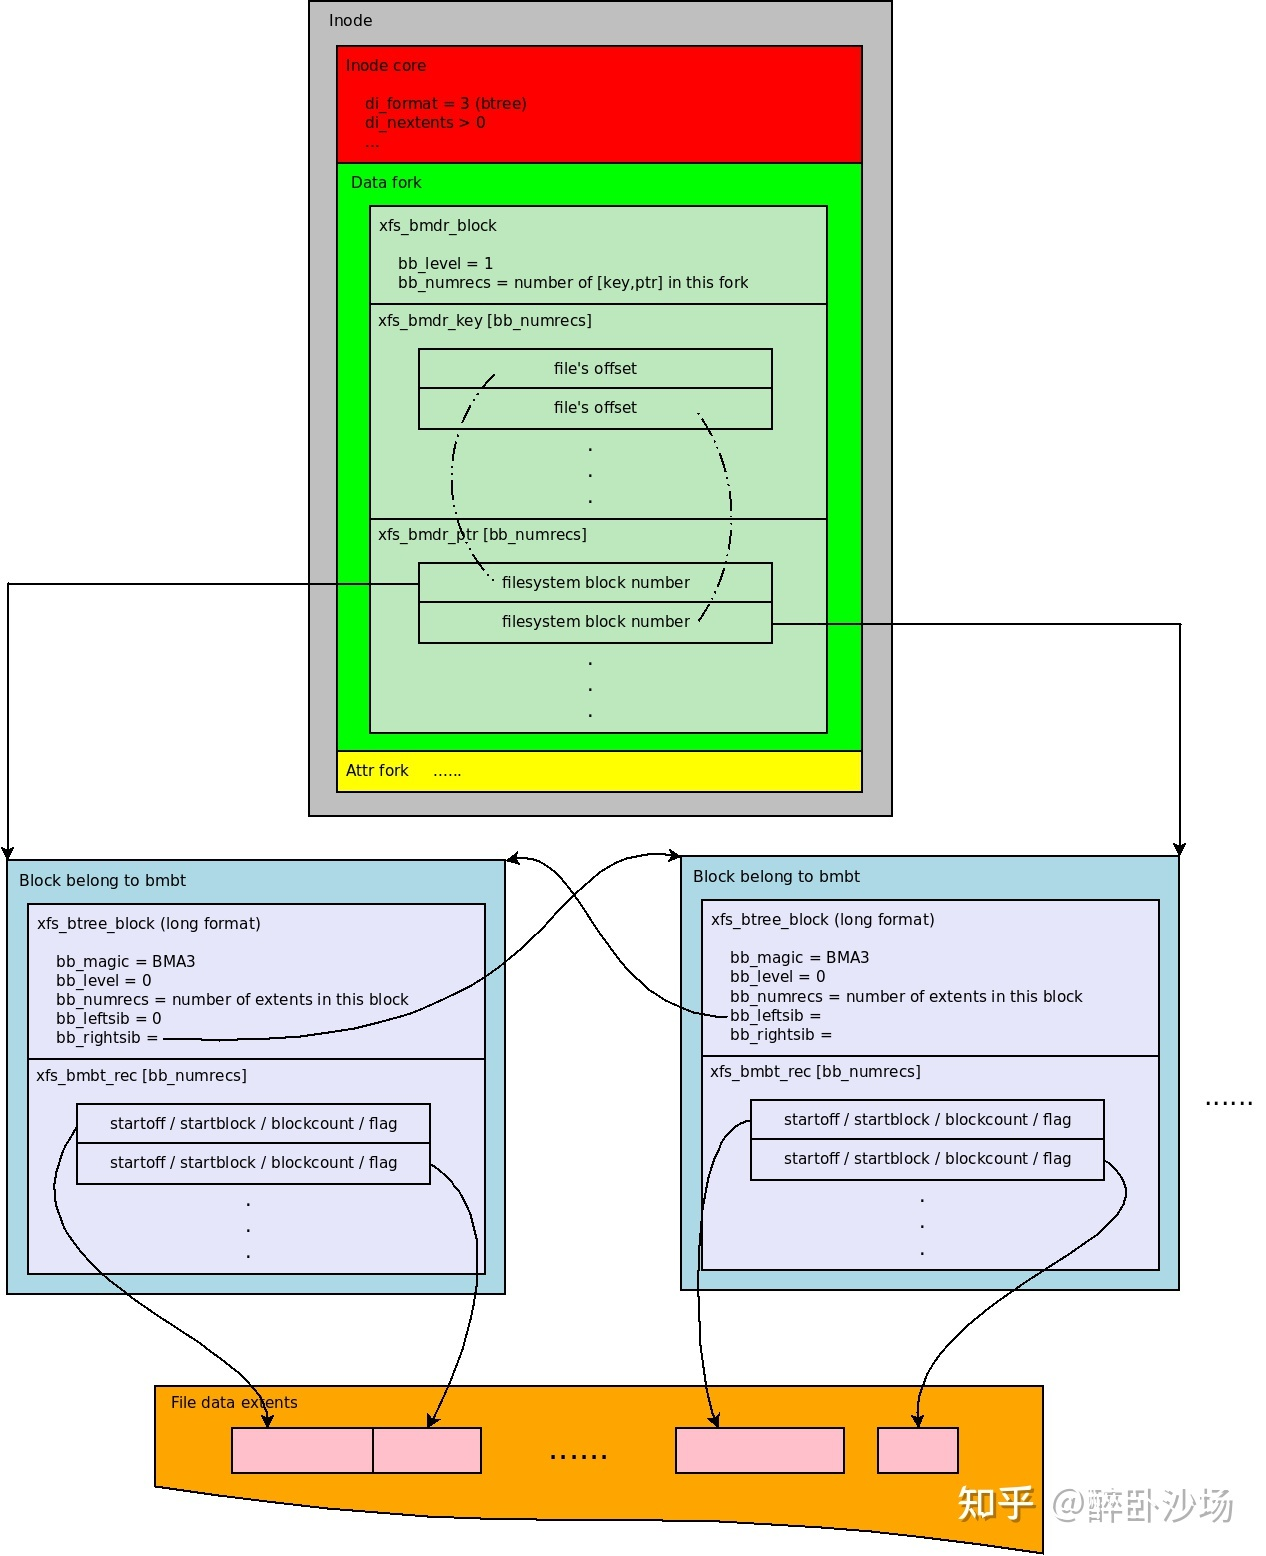 Inode
Inode core
di_format = 3 (btree)
di_nextents > 0
...
Data fork
xfs_bmdr_block
bb_level = 1
bb_numrecs = number of [key,ptr] in this fork
xfs_bmdr_key [bb_numrecs]
file's offset
file's offset
.
.
.
xfs_bmdr_ptr [bb_numrecs]
filesystem block number
filesystem block number
.
.
.
Attr fork ......
Block belong to bmbt
xfs_btree_block (long format)
bb_magic = BMA3
bb_level = 0
bb_numrecs = number of extents in this block
bb_leftsib = 0
bb_rightsib =
xfs_bmbt_rec [bb_numrecs]
startoff / startblock / blockcount / flag
startoff / startblock / blockcount / flag
.
.
.
Block belong to bmbt
xfs_btree_block (long format)
bb_magic = BMA3
bb_level = 0
bb_numrecs = number of extents in this block
bb_leftsib =
bb_rightsib =
xfs_bmbt_rec [bb_numrecs]
startoff / startblock / blockcount / flag
startoff / startblock / blockcount / flag
.
.
.
......
File data extents
......
知乎 @醉卧沙场